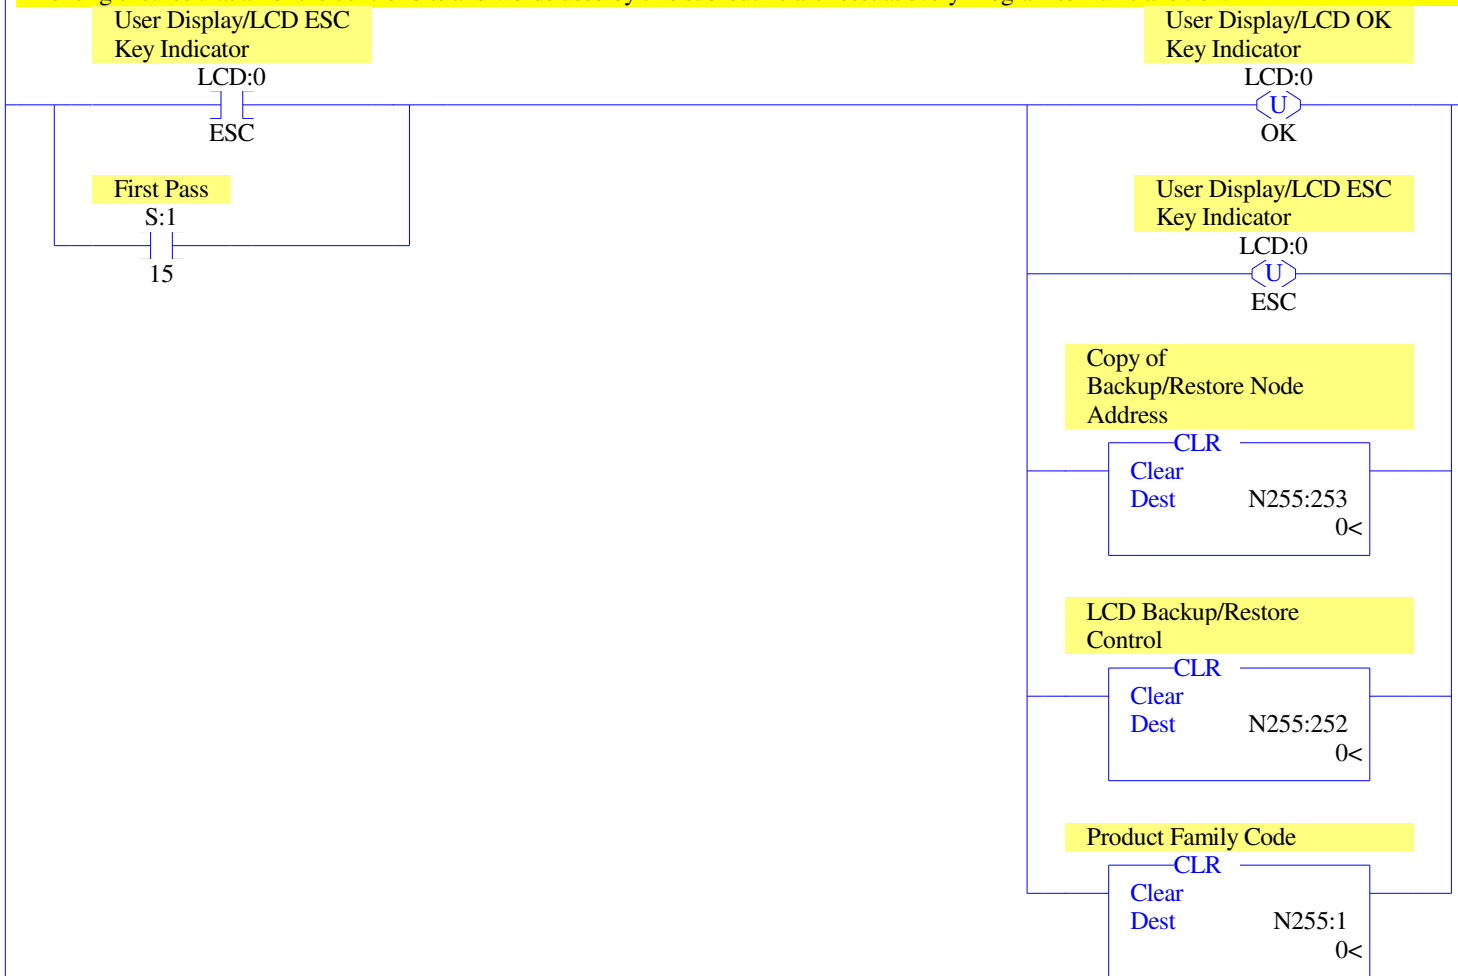 User Display/LCD ESC
Key Indicator
LCD:0
ESC
First Pass
S:1
15
User Display/LCD OK
Key Indicator
LCD:0
U
OK
User Display/LCD ESC
Key Indicator
LCD:0
U
ESC
Copy of
Backup/Restore Node
Address
CLR
Clear
Dest N255:253
0<
LCD Backup/Restore
Control
CLR
Clear
Dest N255:252
0<
Product Family Code
CLR
Clear
Dest N255:1
0<